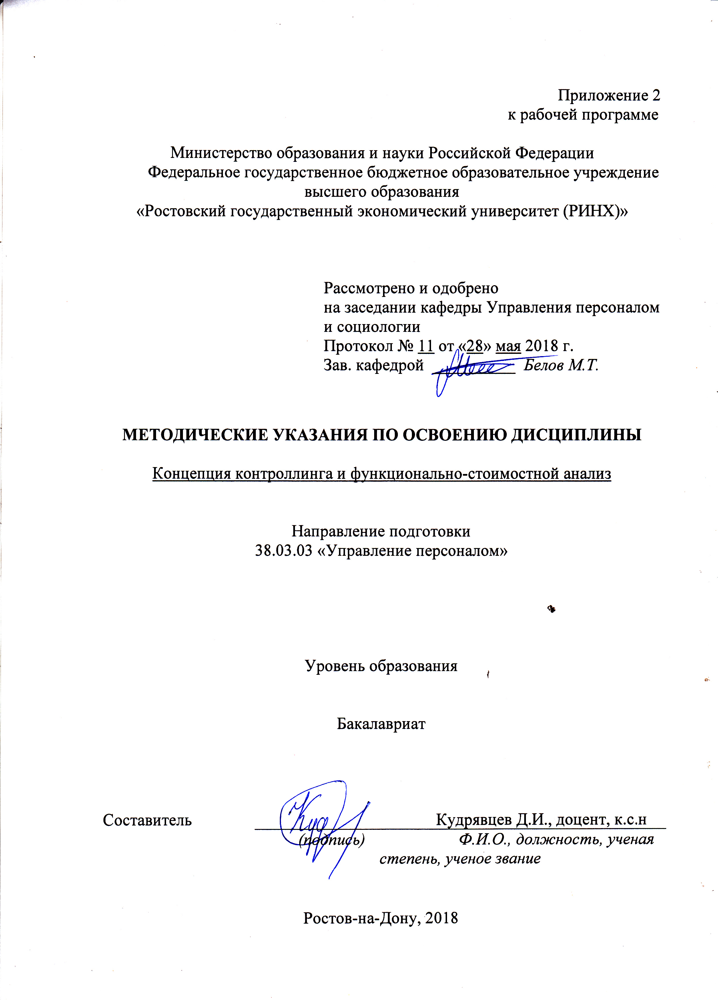 Приложение 2
к рабочей программе
Министерство образования и науки Российской Федерации
Федеральное государственное бюджетное образовательное учреждение
высшего образования
«Ростовский государственный экономический университет (РИНХ)»
Рассмотрено и одобрено
на заседании кафедры Управления персоналом
и социологии
Протокол № 11 от «28» мая 2018 г.
Зав. кафедрой Белов М.Т.
МЕТОДИЧЕСКИЕ УКАЗАНИЯ ПО ОСВОЕНИЮ ДИСЦИПЛИНЫ
Концепция контроллинга и функционально-стоимостной анализ
Направление подготовки
38.03.03 «Управление персоналом»
Уровень образования
Бакалавриат
Составитель Кудрявцев Д.И., доцент, к.с.н
(подпись) Ф.И.О., должность, ученая
степень, ученое звание
Ростов-на-Дону, 2018